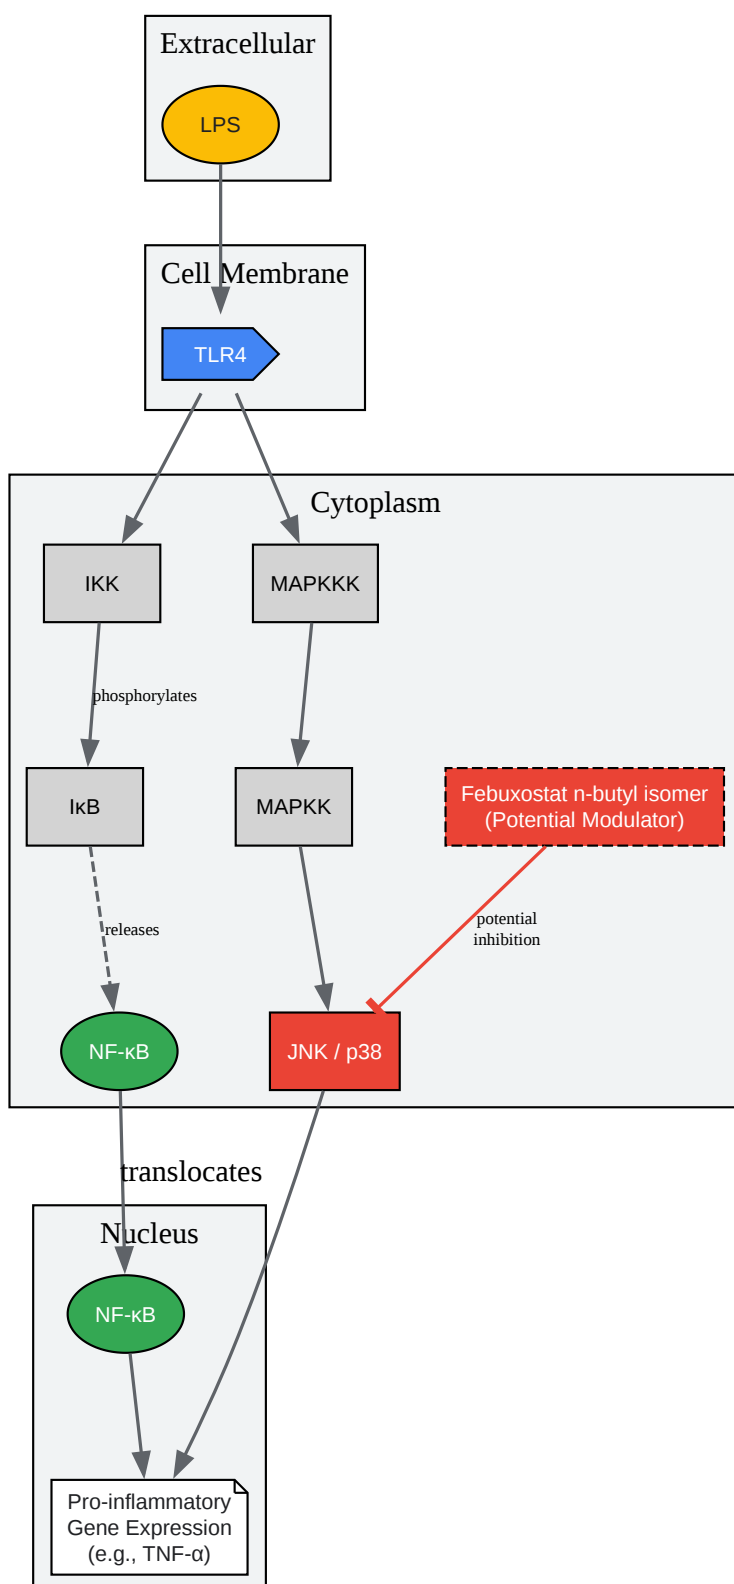 Extracellular
LPS
Cell Membrane
TLR4
Cytoplasm
IKK
MAPKKK
phosphorylates
IκB
MAPKK
Febuxostat n-butyl isomer
(Potential Modulator)
releases
potential
inhibition
NF-κB
JNK / p38
translocates
Nucleus
NF-κB
Pro-inflammatory
Gene Expression
(e.g., TNF-α)